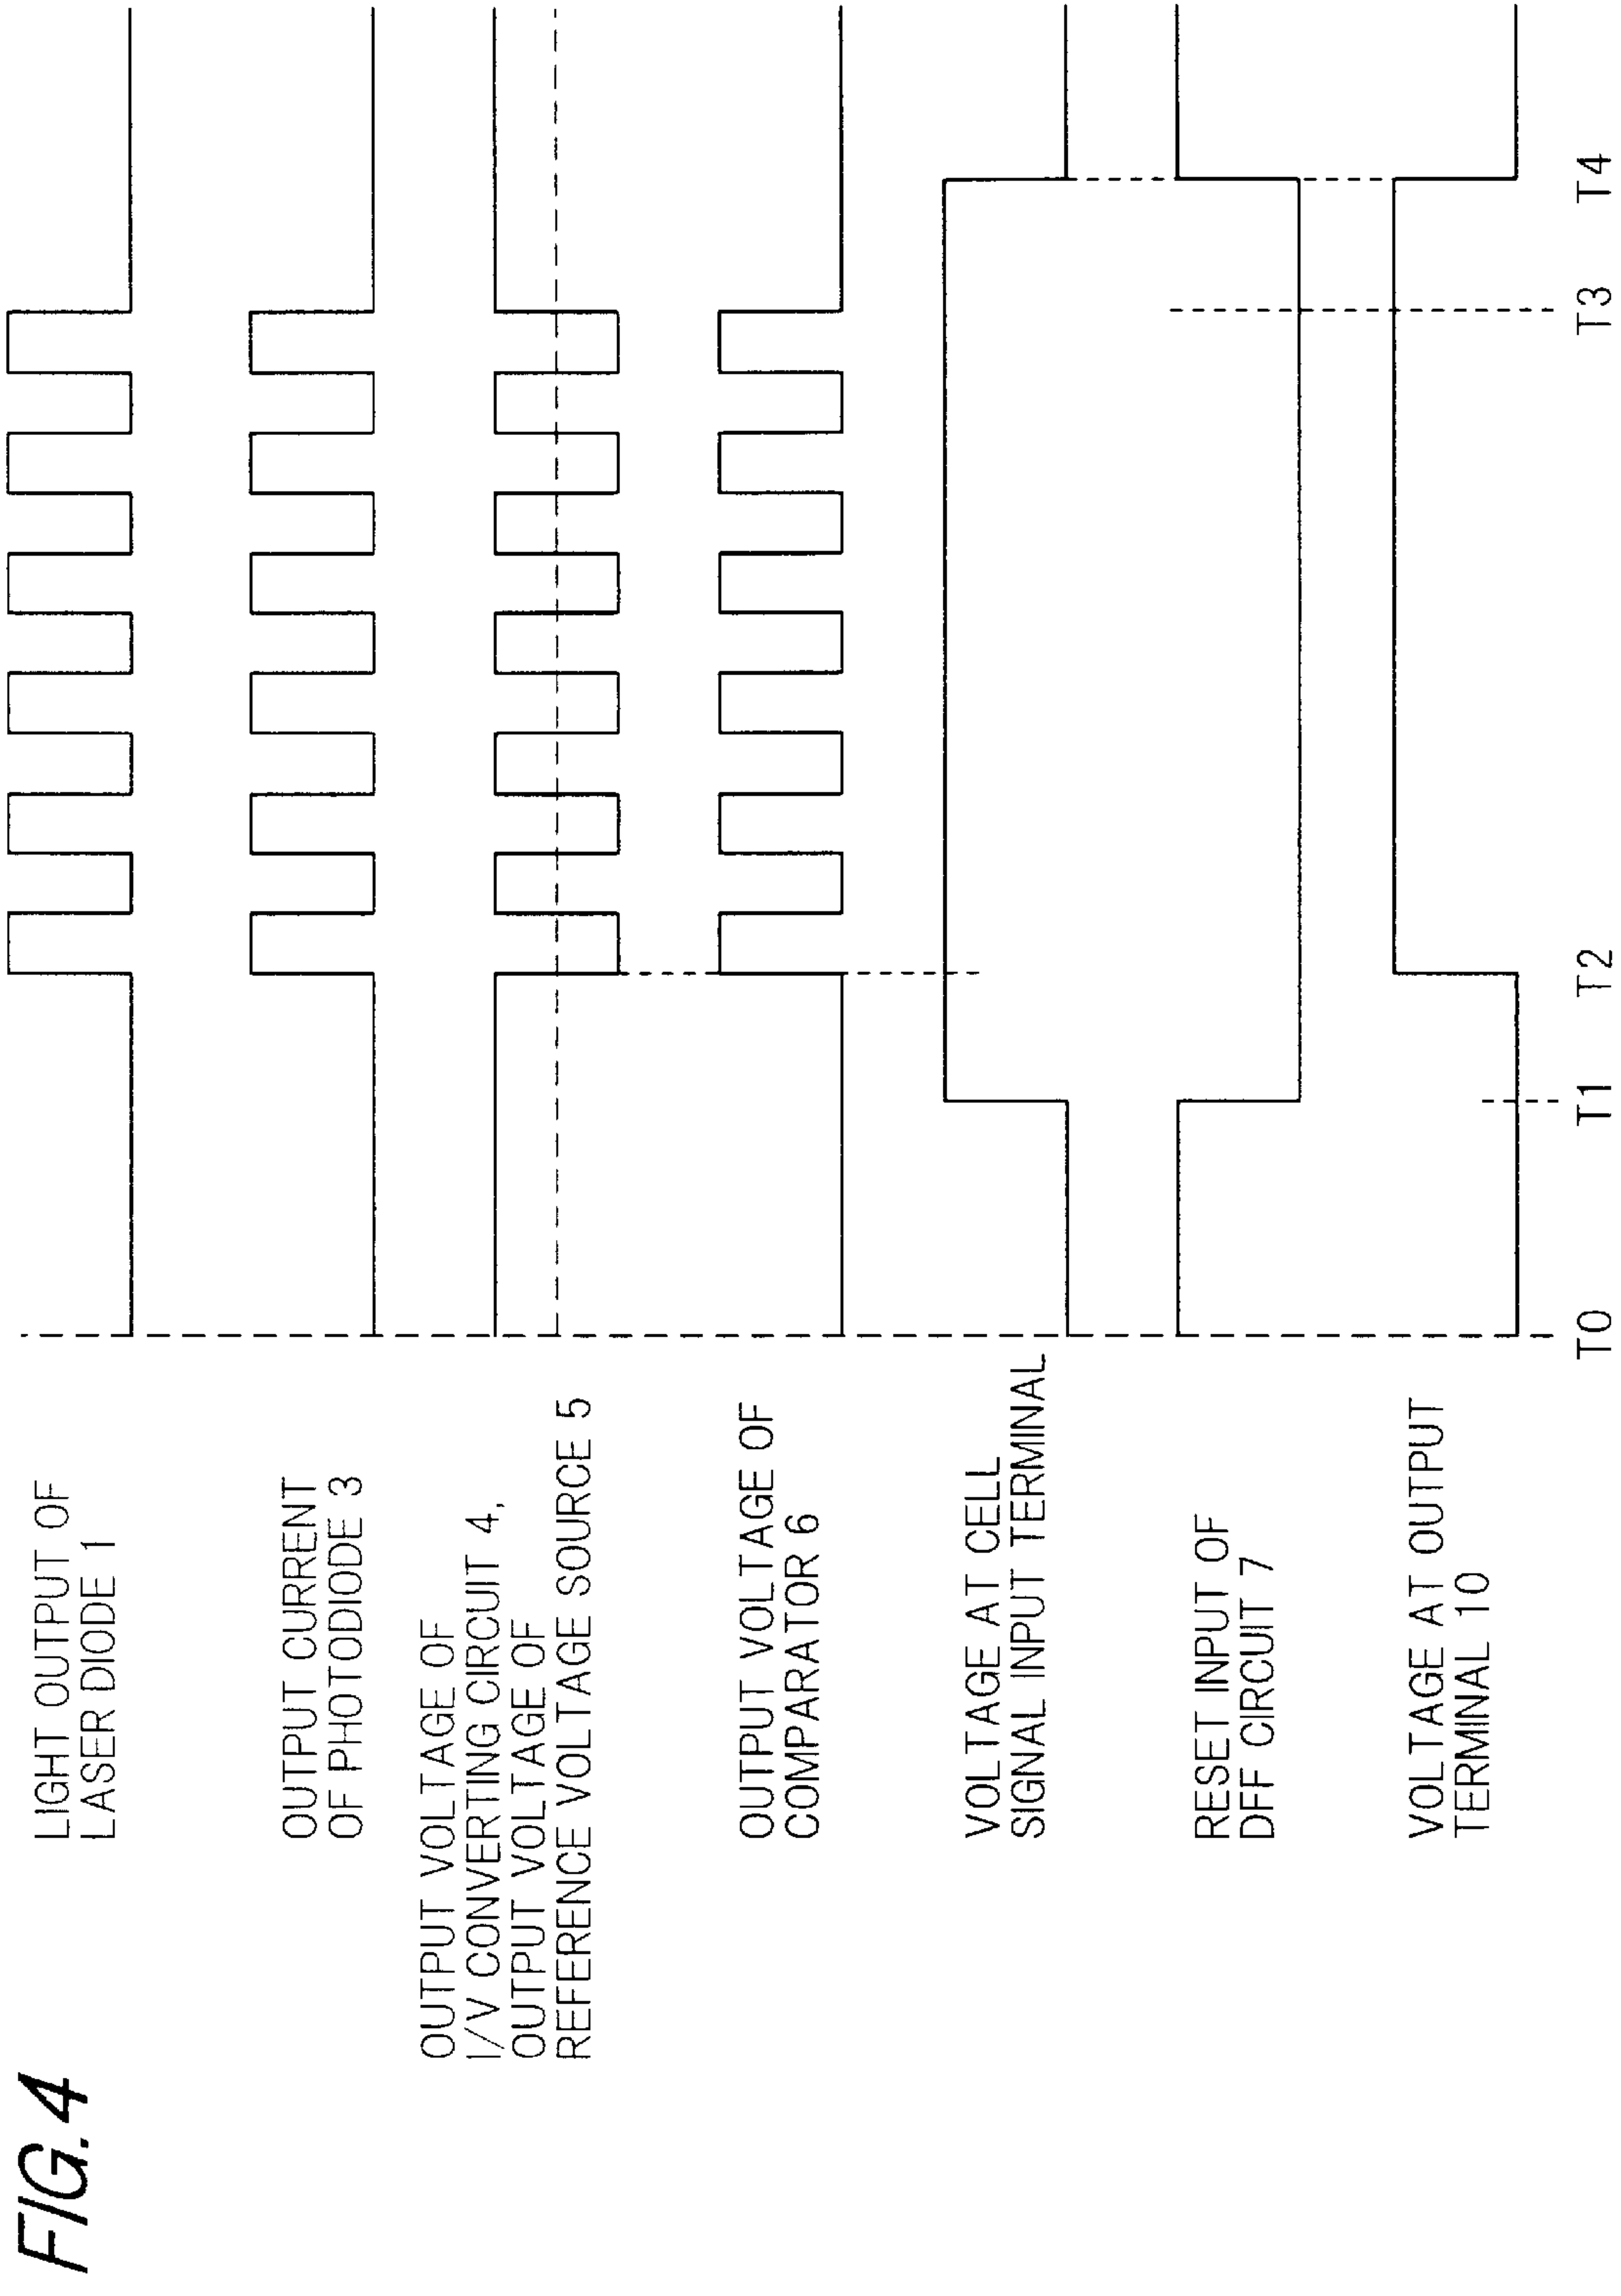 FIG. 4
LIGHT OUTPUT OF
LASER DIODE 1
OUTPUT CURRENT
OF PHOTODIODE 3
OUTPUT VOLTAGE OF
I/V CONVERTING CIRCUIT 4,
OUTPUT VOLTAGE OF
REFERENCE VOLTAGE SOURCE 5
OUTPUT VOLTAGE OF
COMPARATOR 6
VOLTAGE AT CELL
SIGNAL INPUT TERMINAL
RESET INPUT OF
DFF CIRCUIT 7
VOLTAGE AT OUTPUT
TERMINAL 10
T0 T1 T2 T3 T4